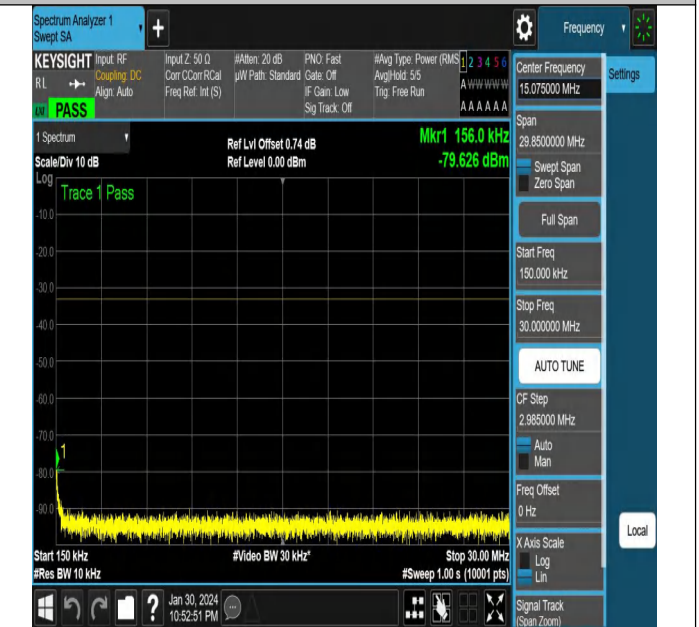 Spectrum Analyzer 1
Swept SA
+
Frequency
KEYSIGHT
RL
PASS
Input: RF
Coupling: DC
Align: Auto
Input Z: 50 Ω
Corr CCorr RCal
Freq Ref: Int (S)
#Atten: 20 dB
µW Path: Standard
PNO: Fast
Gate: Off
IF Gain: Low
Sig Track: Off
#Avg Type: Power (RMS
Avg|Hold: 5/5
Trig: Free Run
1 2 3 4 5 6
A W W W W W
A A A A A A
1 Spectrum
Scale/Div 10 dB
Ref Lvl Offset 0.74 dB
Ref Level 0.00 dBm
Mkr1 156.0 kHz
-79.626 dBm
Log
Trace 1 Pass
-10.0
-20.0
-30.0
-40.0
-50.0
-60.0
-70.0
1
-80.0
-90.0
Start 150 kHz
#Video BW 30 kHz*
Stop 30.00 MHz
#Res BW 10 kHz
#Sweep 1.00 s (10001 pts)
?
Jan 30, 2024
10:52:51 PM
Center Frequency
15.075000 MHz
Settings
Span
29.8500000 MHz
Swept Span
Zero Span
Full Span
Start Freq
150.000 kHz
Stop Freq
30.000000 MHz
AUTO TUNE
CF Step
2.985000 MHz
Auto
Man
Freq Offset
0 Hz
Local
X Axis Scale
Log
Lin
Signal Track
(Span Zoom)